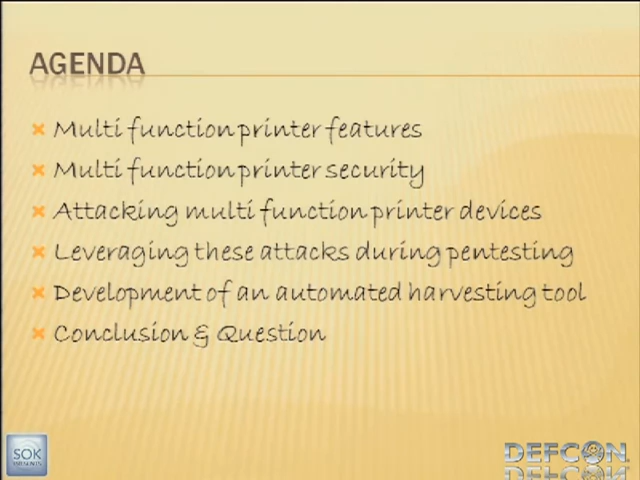 AGENDA
Multi function printer features
Multi function printer security
Attacking multi function printer devices
Leveraging these attacks during pentesting
Development of an automated harvesting tool
Conclusion & Question
SOK
DEFCON